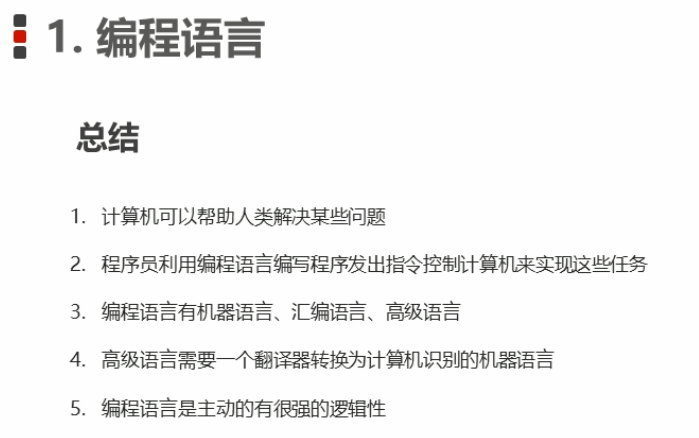 1. 编程语言
总结
1. 计算机可以帮助人类解决某些问题
2. 程序员利用编程语言编写程序发出指令控制计算机来实现这些任务
3. 编程语言有机器语言、汇编语言、高级语言
4. 高级语言需要一个翻译器转换为计算机识别的机器语言
5. 编程语言是主动的有很强的逻辑性